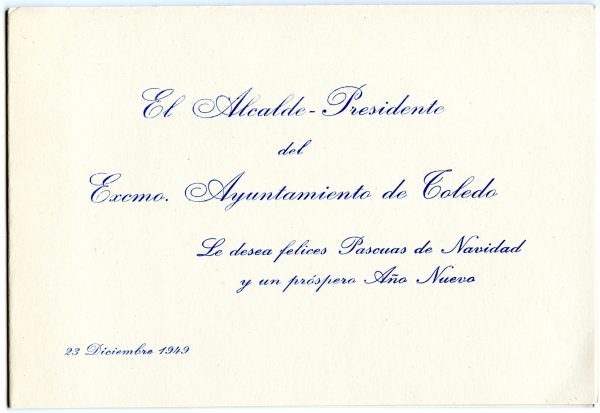 El Alcalde-Presidente
del
Excmo. Ayuntamiento de Toledo
Le desea felices Pascuas de Navidad
y un próspero Año Nuevo
23 Diciembre 1949